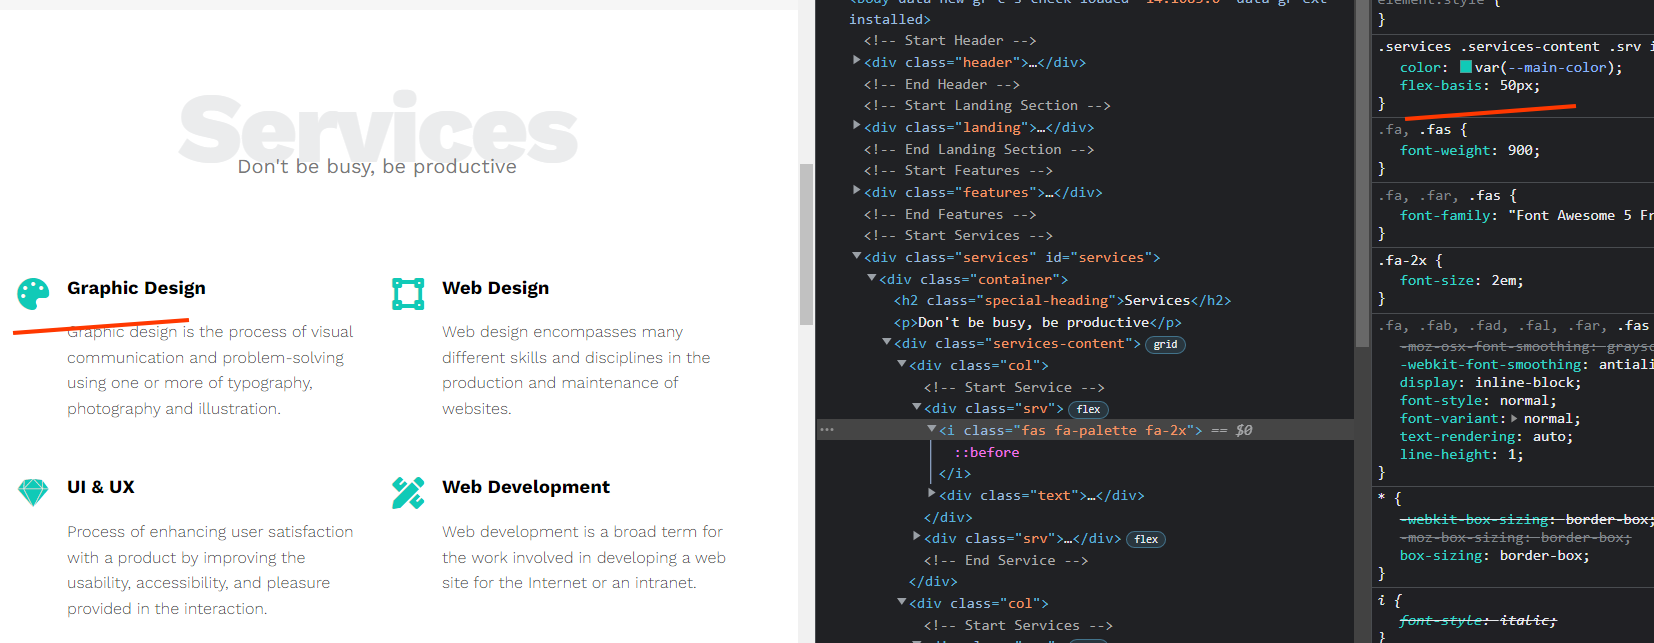 Services
Don't be busy, be productive
Graphic Design
Graphic design is the process of visual
communication and problem-solving
using one or more of typography,
photography and illustration.
Web Design
Web design encompasses many
different skills and disciplines in the
production and maintenance of
websites.
UI & UX
Process of enhancing user satisfaction
with a product by improving the
usability, accessibility, and pleasure
provided in the interaction.
Web Development
Web development is a broad term for
the work involved in developing a web
site for the Internet or an intranet.
installed>
<!-- Start Header -->
<div class="header">…</div>
<!-- End Header -->
<!-- Start Landing Section -->
<div class="landing">…</div>
<!-- End Landing Section -->
<!-- Start Features -->
<div class="features">…</div>
<!-- End Features -->
<!-- Start Services -->
<div class="services" id="services">
<div class="container">
<h2 class="special-heading">Services</h2>
<p>Don't be busy, be productive</p>
<div class="services-content"> grid
<div class="col">
<!-- Start Service -->
<div class="srv"> flex
<i class="fas fa-palette fa-2x"> == $0
::before
</i>
<div class="text">…</div>
</div>
<div class="srv">…</div> flex
<!-- End Service -->
</div>
<div class="col">
<!-- Start Services -->
element.style {
}
.services .services-content .srv i
color: var(--main-color);
flex-basis: 50px;
}
.fa, .fas {
font-weight: 900;
}
.fa, .far, .fas {
font-family: "Font Awesome 5 Fr
}
.fa-2x {
font-size: 2em;
}
.fa, .fab, .fad, .fal, .far, .fas
-moz-osx-font-smoothing: graysc
-webkit-font-smoothing: antiali
display: inline-block;
font-style: normal;
font-variant: normal;
text-rendering: auto;
line-height: 1;
}
* {
-webkit-box-sizing: border-box;
-moz-box-sizing: border-box;
box-sizing: border-box;
}
i {
font-style: italic;
}